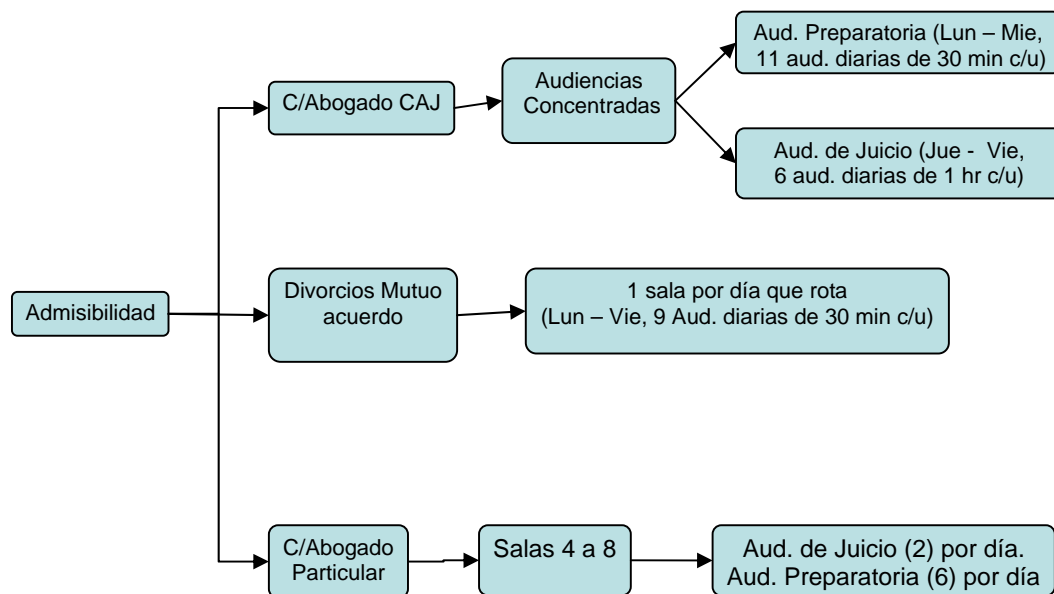 Admisibilidad
C/Abogado CAJ
Audiencias
Concentradas
Aud. Preparatoria (Lun – Mie,
11 aud. diarias de 30 min c/u)
Aud. de Juicio (Jue - Vie,
6 aud. diarias de 1 hr c/u)
Divorcios Mutuo
acuerdo
1 sala por día que rota
(Lun – Vie, 9 Aud. diarias de 30 min c/u)
C/Abogado
Particular
Salas 4 a 8
Aud. de Juicio (2) por día.
Aud. Preparatoria (6) por día